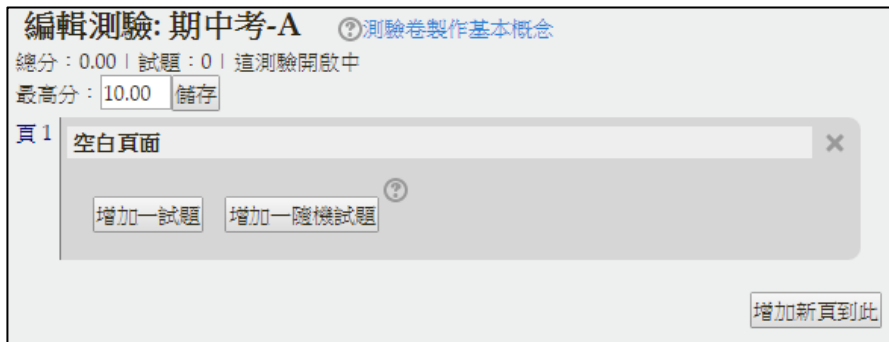 編輯測驗: 期中考-A ?測驗卷製作基本概念
總分：0.00 | 試題：0 | 這測驗開啟中
最高分：10.00 儲存
頁 1 空白頁面 ×
增加一試題 增加一隨機試題 ?
增加新頁到此